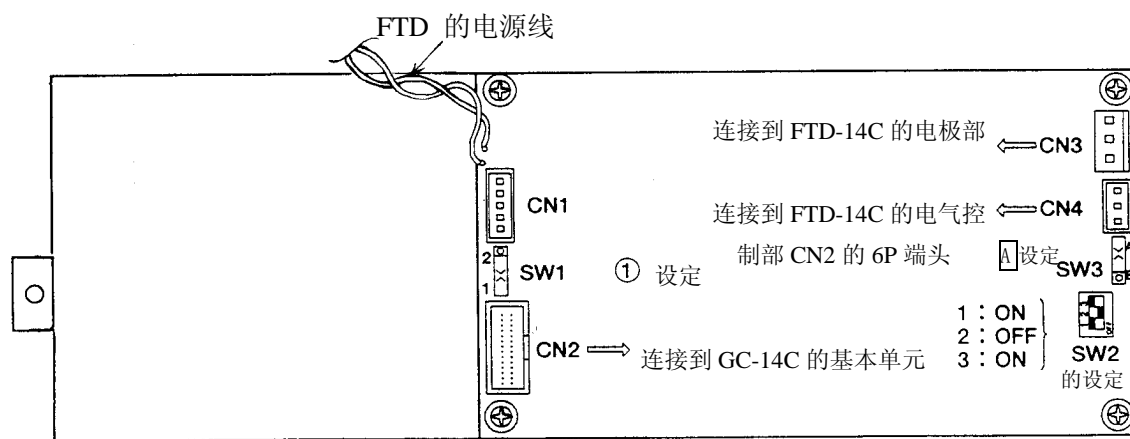 FTD 的电源线
连接到 FTD-14C 的电极部
CN3
CN1
连接到 FTD-14C 的电气控
CN4
制部 CN2 的 6P 端头
A 设定
SW3
A
B
2
1
SW1
① 设定
CN2
连接到 GC-14C 的基本单元
1：ON
2：OFF
3：ON
SW2
的设定